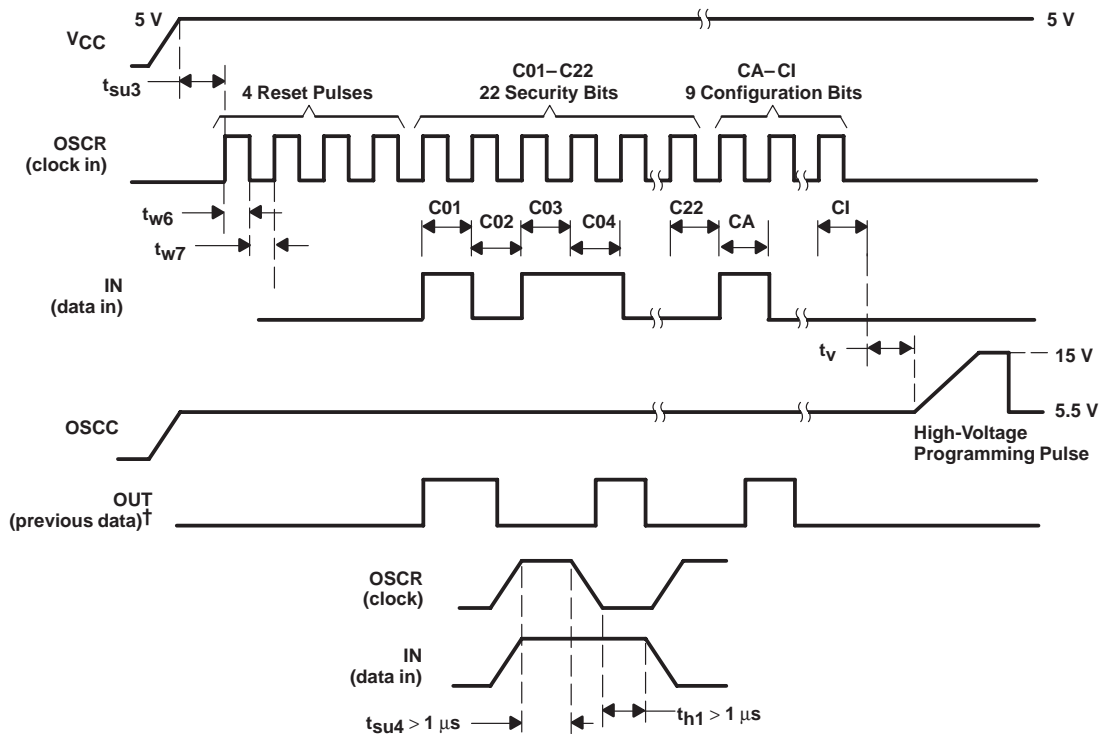 5 V
5 V
VCC
tsu3
4 Reset Pulses
C01–C22
22 Security Bits
CA–CI
9 Configuration Bits
OSCR
(clock in)
tw6
tw7
C01
C02
C03
C04
C22
CA
CI
IN
(data in)
tv
15 V
5.5 V
OSCC
High-Voltage
Programming Pulse
OUT
(previous data)†
OSCR
(clock)
IN
(data in)
tsu4 > 1 μs
th1 > 1 μs